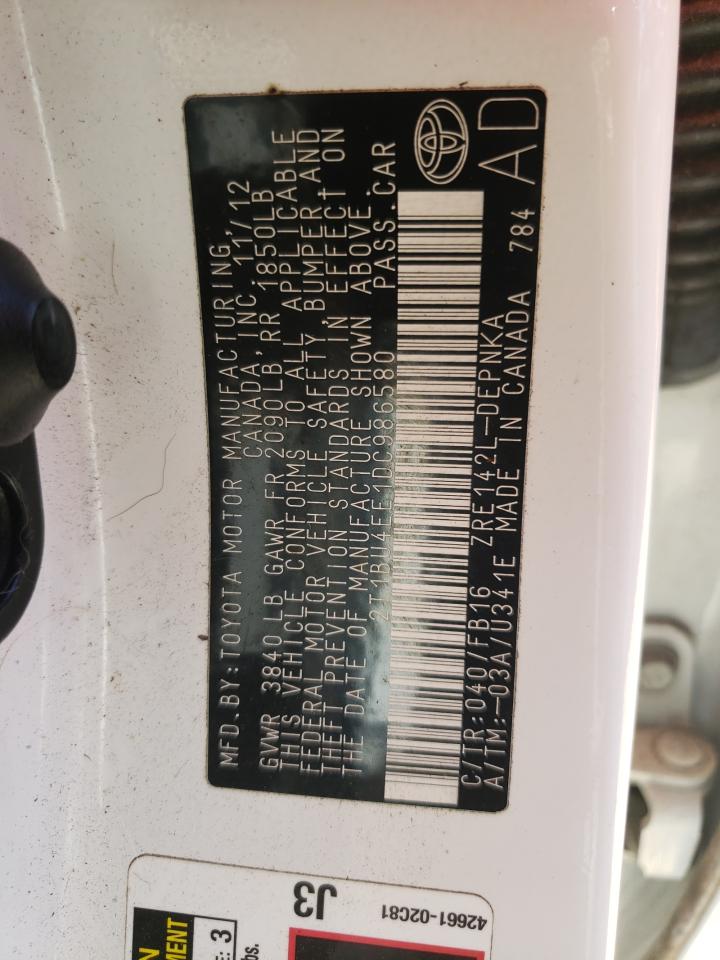 MFD. BY: TOYOTA MOTOR MANUFACTURING,
CANADA, INC. 11/12
GVWR 3840 LB GAWR FR 2090LB, RR 1850LB
THIS VEHICLE CONFORMS TO ALL APPLICABLE
FEDERAL MOTOR VEHICLE SAFETY, BUMPER, AND
THEFT PREVENTION STANDARDS IN EFFECT ON
THE DATE OF MANUFACTURE SHOWN ABOVE.
2T1BU4EE1DC986580 PASS.CAR
C/TR:040/FB16 ZRE142L-DEPNKA
A/TM:-03A/U341E MADE IN CANADA 784
AD
J3
42661-02C81
3